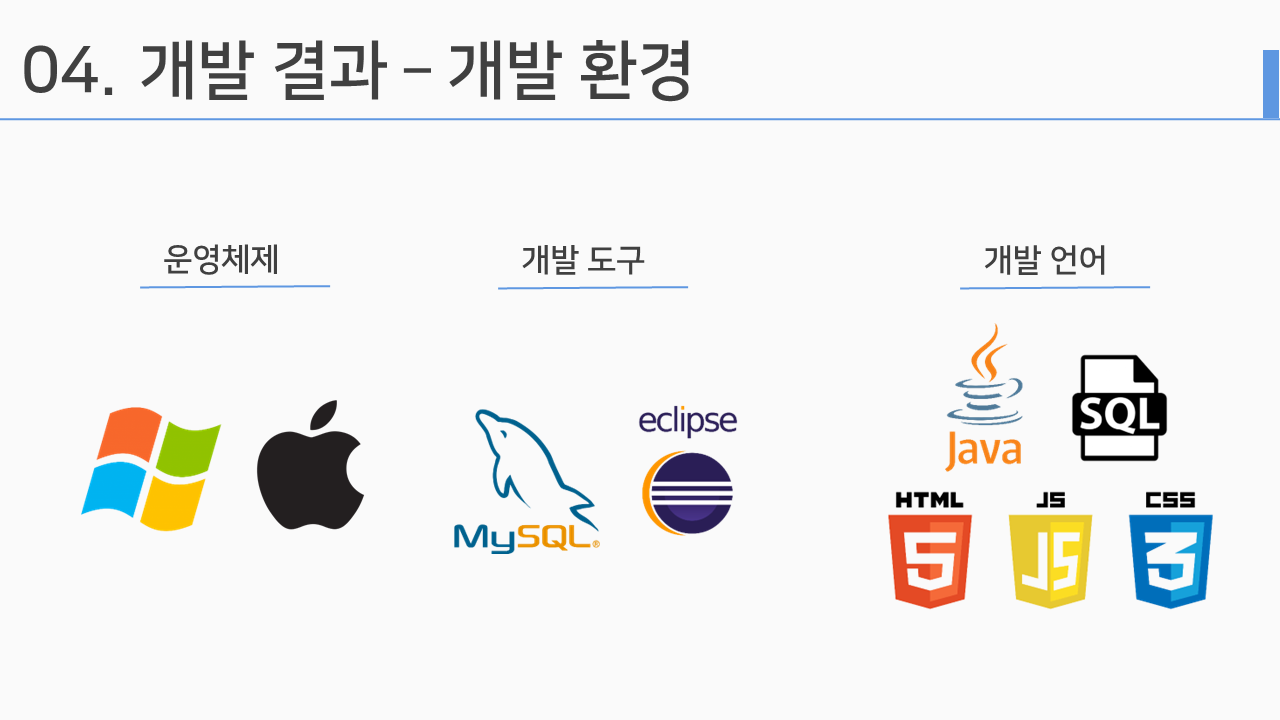 04. 개발 결과 – 개발 환경
운영체제
개발 도구
개발 언어
eclipse
MySQL®
Java
SQL
HTML
JS
CSS
5
JS
3